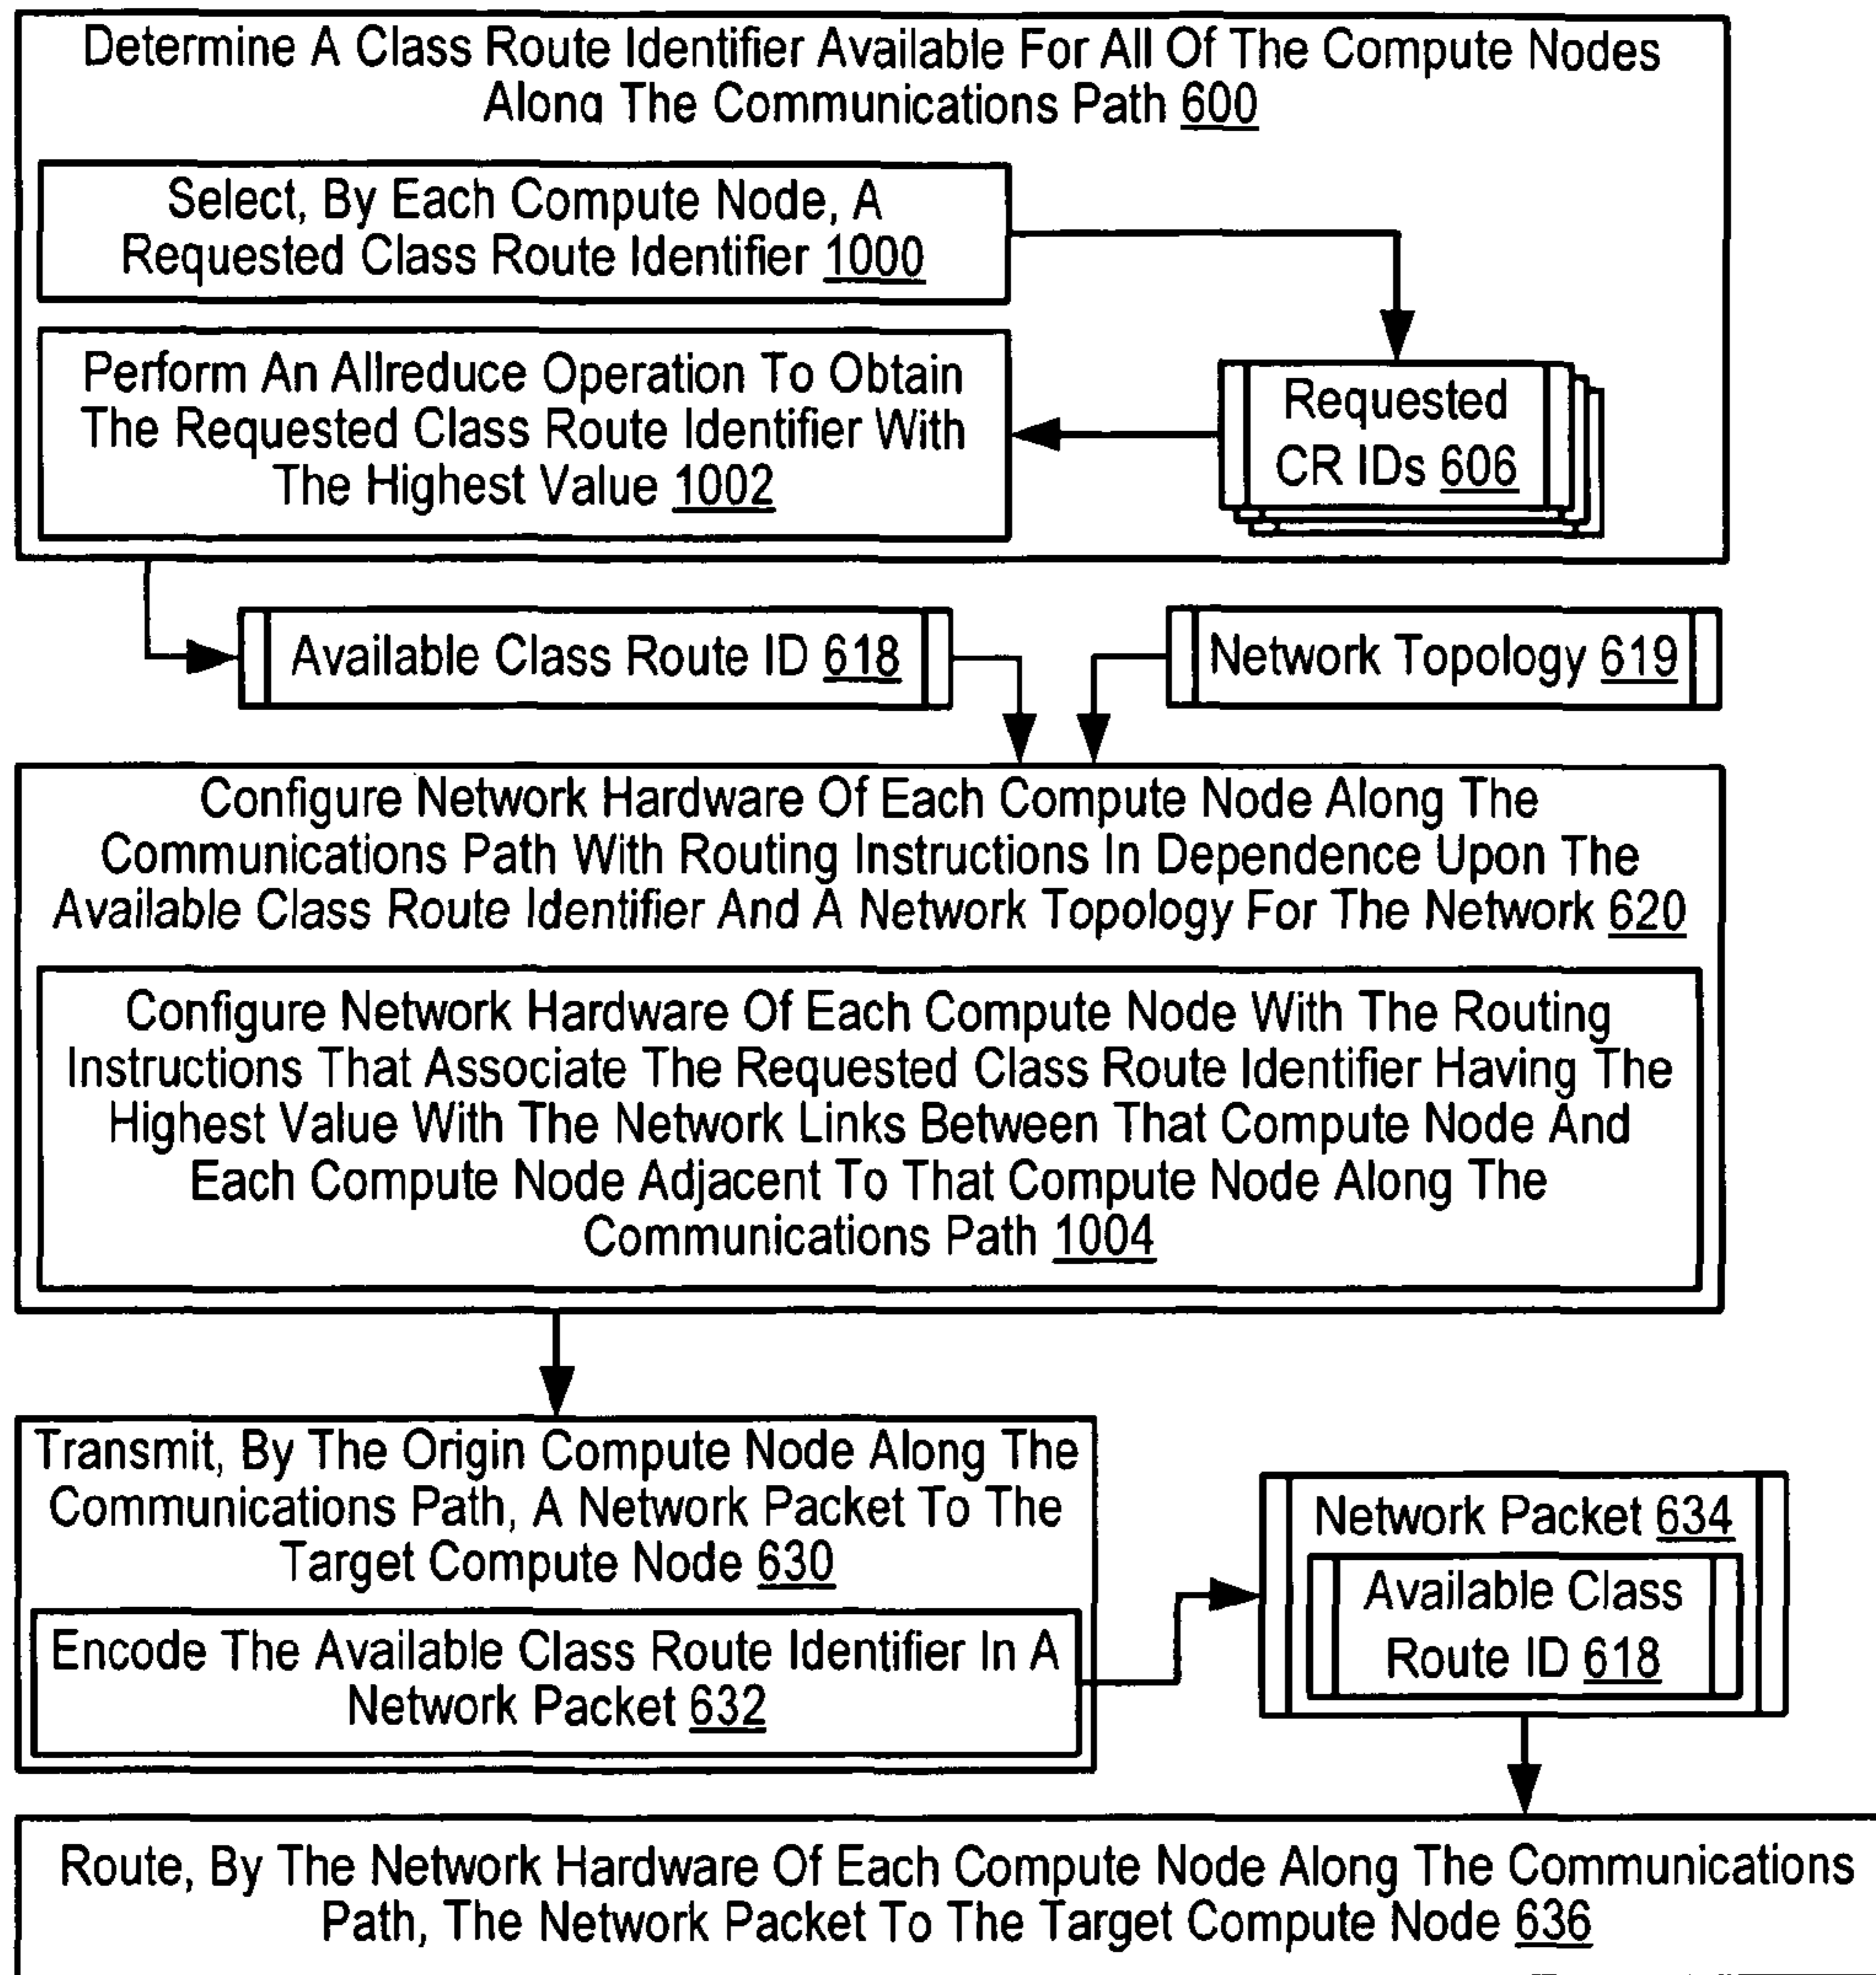 Determine A Class Route Identifier Available For All Of The Compute Nodes
Along The Communications Path 600
Select, By Each Compute Node, A
Requested Class Route Identifier 1000
Perform An Allreduce Operation To Obtain
The Requested Class Route Identifier With
The Highest Value 1002
Requested
CR IDs 606
Available Class Route ID 618
Network Topology 619
Configure Network Hardware Of Each Compute Node Along The
Communications Path With Routing Instructions In Dependence Upon The
Available Class Route Identifier And A Network Topology For The Network 620
Configure Network Hardware Of Each Compute Node With The Routing
Instructions That Associate The Requested Class Route Identifier Having The
Highest Value With The Network Links Between That Compute Node And
Each Compute Node Adjacent To That Compute Node Along The
Communications Path 1004
Transmit, By The Origin Compute Node Along The
Communications Path, A Network Packet To The
Target Compute Node 630
Encode The Available Class Route Identifier In A
Network Packet 632
Network Packet 634
Available Class
Route ID 618
Route, By The Network Hardware Of Each Compute Node Along The Communications
Path, The Network Packet To The Target Compute Node 636